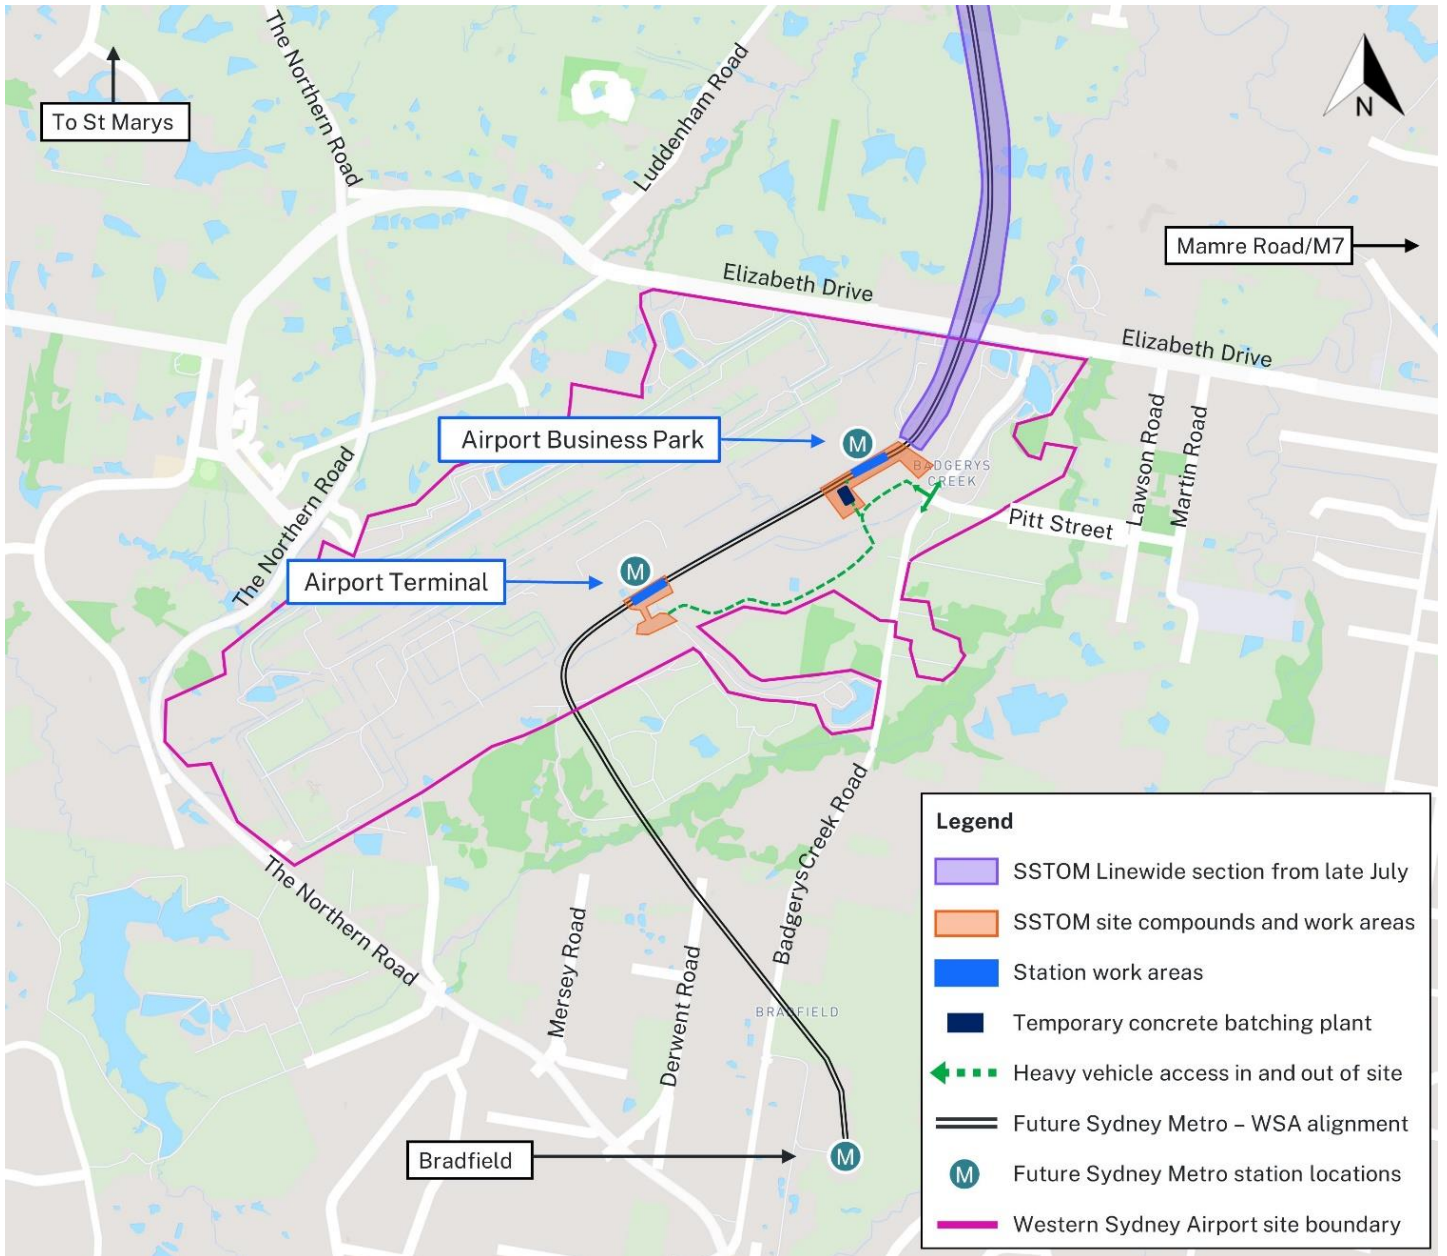 The Northern Road
Luddenham Road
To St Marys
N
Mamre Road/M7
Elizabeth Drive
Elizabeth Drive
Lawson Road
Martin Road
Airport Business Park
M
BADGERYS
CREEK
Pitt Street
The Northern Road
Airport Terminal
M
Badgerys Creek Road
The Northern Road
Mersey Road
Derwent Road
BRADFIELD
Bradfield
M
Legend
SSTOM Linewide section from late July
SSTOM site compounds and work areas
Station work areas
Temporary concrete batching plant
Heavy vehicle access in and out of site
Future Sydney Metro – WSA alignment
M
Future Sydney Metro station locations
Western Sydney Airport site boundary